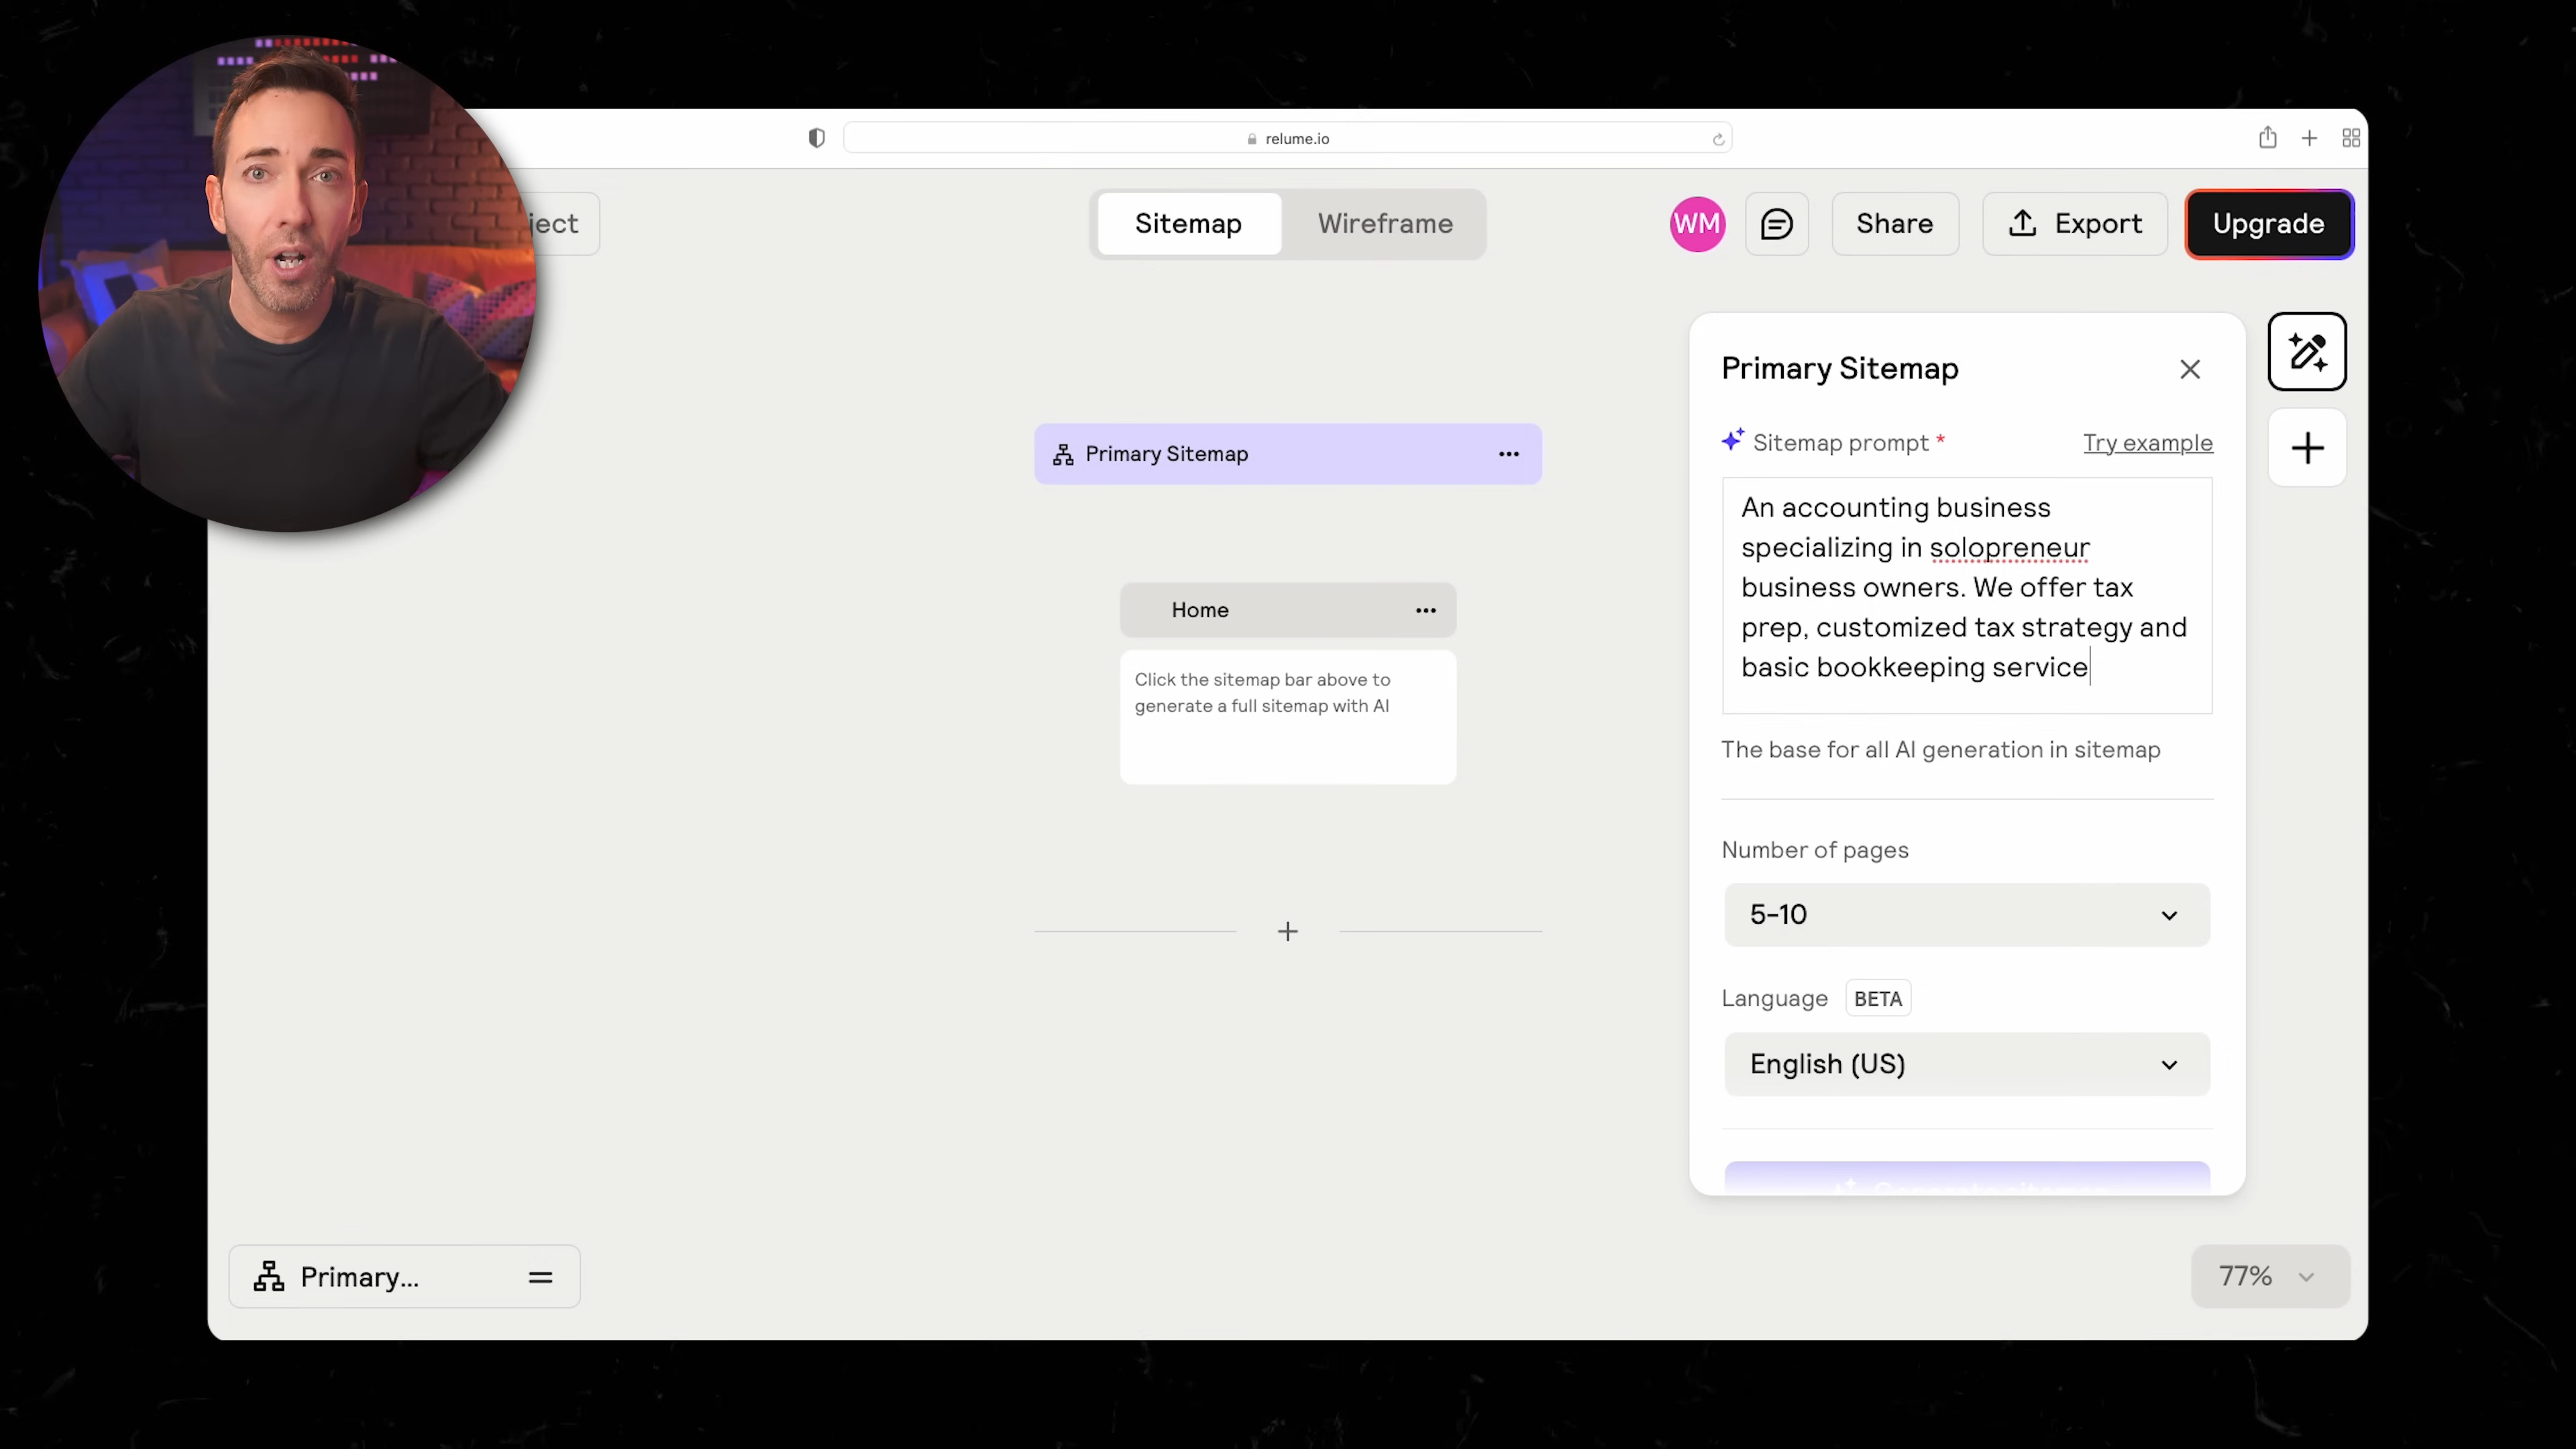 relume.io
ject
Sitemap
Wireframe
WM
Share
Export
Upgrade
Primary Sitemap
Home
Click the sitemap bar above to
generate a full sitemap with AI
Primary Sitemap
Sitemap prompt *
Try example
An accounting business
specializing in solopreneur
business owners. We offer tax
prep, customized tax strategy and
basic bookkeeping service
The base for all AI generation in sitemap
Number of pages
5-10
Language
BETA
English (US)
Generate sitemap
Primary...
77%